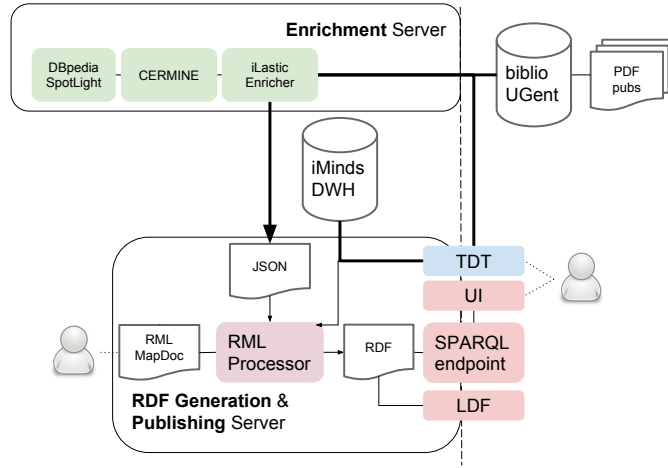 Enrichment Server
DBpedia
SpotLight
CERMINE
iLastic
Enricher
biblio
UGent
PDF
pubs
iMinds
DWH
JSON
TDT
UI
RML
MapDoc
RML
Processor
RDF
SPARQL
endpoint
LDF
RDF Generation &
Publishing Server